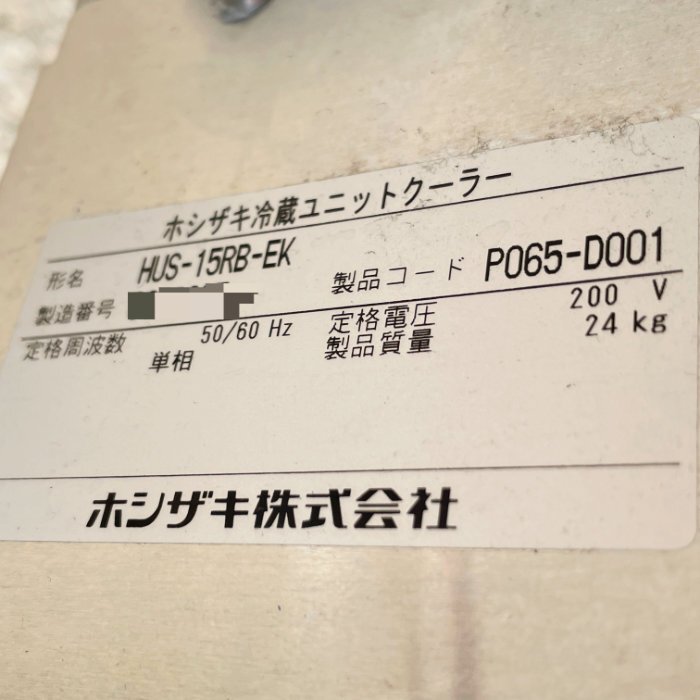 ホシザキ冷蔵ユニットクーラー
形名 HUS-15RB-EK 製品コード P065-D001
製造番号 定格電圧 200 V
定格周波数 50/60 Hz 製品質量 24 kg
単相
ホシザキ株式会社